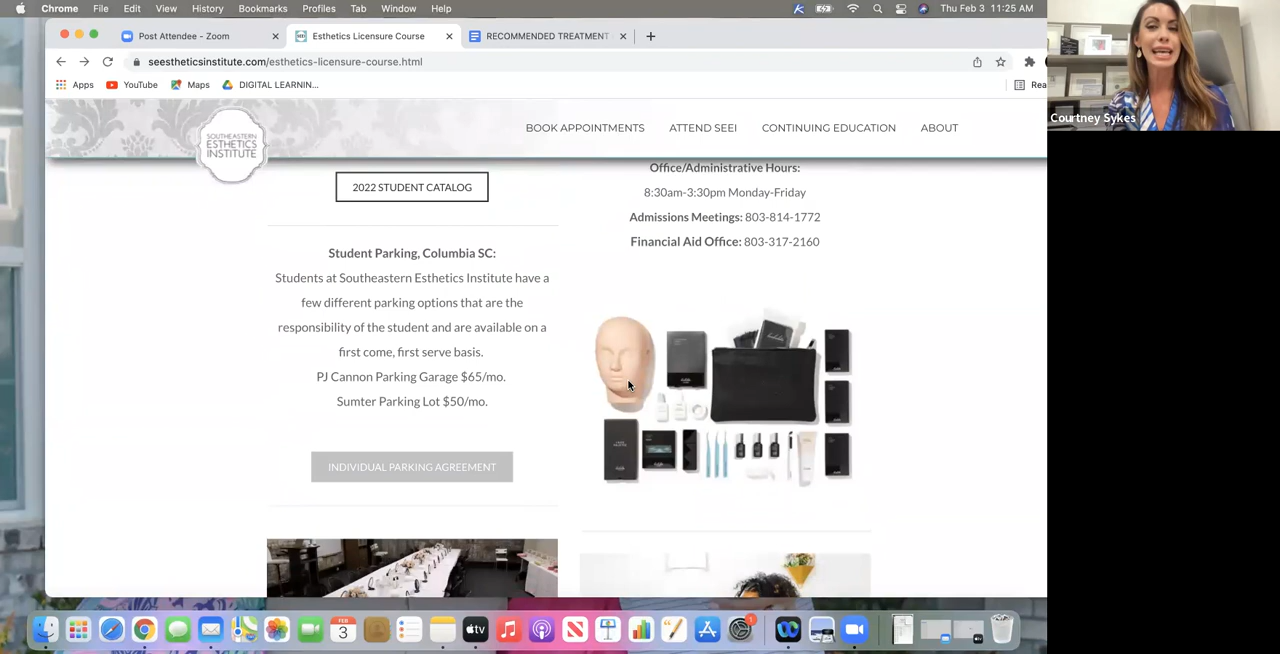 Chrome File Edit View History Bookmarks Profiles Tab Window Help Thu Feb 3 11:25 AM
Post Attendee - Zoom Esthetics Licensure Course RECOMMENDED TREATMENT
seestheticsinstitute.com/esthetics-licensure-course.html
Apps YouTube Maps DIGITAL LEARNIN... Rea
SOUTHEASTERN
ESTHETICS
INSTITUTE
BOOK APPOINTMENTS ATTEND SEEI CONTINUING EDUCATION ABOUT
2022 STUDENT CATALOG
Student Parking, Columbia SC:
Students at Southeastern Esthetics Institute have a
few different parking options that are the
responsibility of the student and are available on a
first come, first serve basis.
PJ Cannon Parking Garage $65/mo.
Sumter Parking Lot $50/mo.
INDIVIDUAL PARKING AGREEMENT
Office/Administrative Hours:
8:30am-3:30pm Monday-Friday
Admissions Meetings: 803-814-1772
Financial Aid Office: 803-317-2160
Courtney Sykes
FEB
3
tv
1